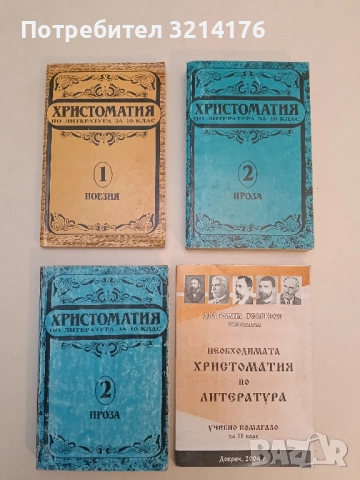 Потребител 3214176
ХРИСТОМАТИЯ
ПО ЛИТЕРАТУРА ЗА 10 КЛАС
1
ПОЕЗИЯ
ХРИСТОМАТИЯ
ПО ЛИТЕРАТУРА ЗА 10 КЛАС
2
ПРОЗА
ХРИСТОМАТИЯ
ПО ЛИТЕРАТУРА ЗА 10 КЛАС
2
ПРОЗА
НЕОБХОДИМАТА
ХРИСТОМАТИЯ
ПО
ЛИТЕРАТУРА
УЧЕБНО ПОМАГАЛО
за 11 клас
Добрич, 2004 г.
BAZAR